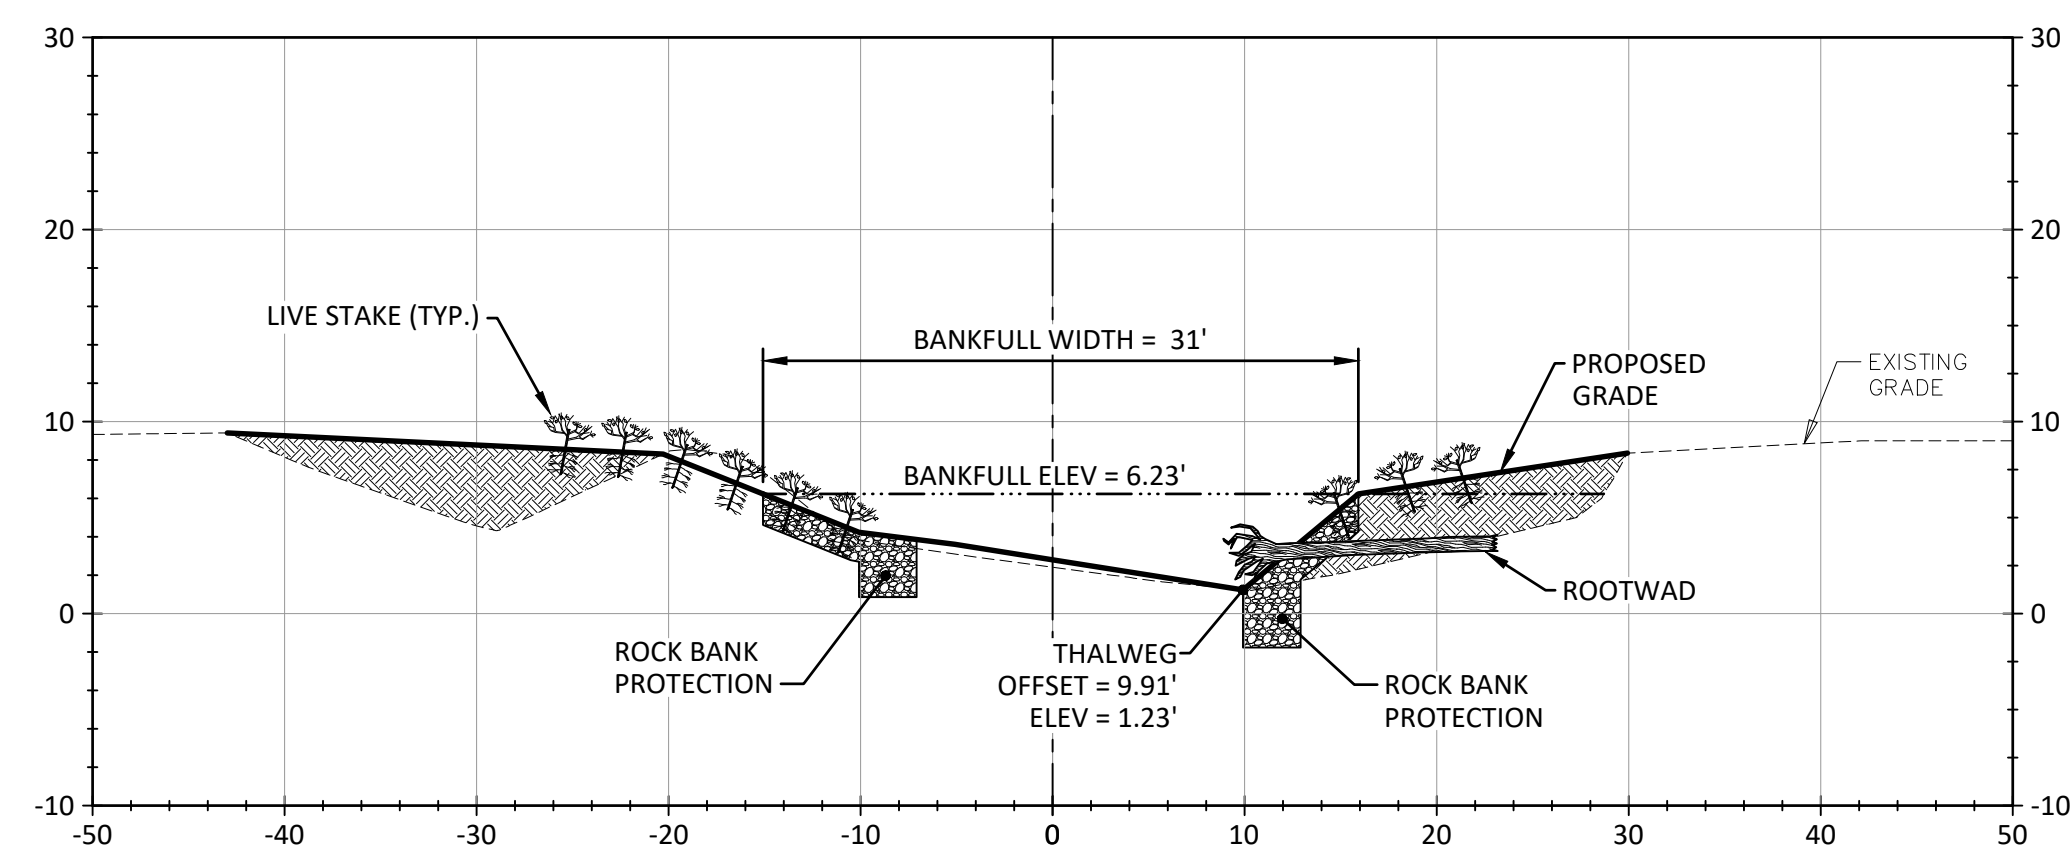 30
30
20
20
LIVE STAKE (TYP.)
BANKFULL WIDTH = 31'
PROPOSED
GRADE
EXISTING
GRADE
10
10
BANKFULL ELEV = 6.23'
ROOTWAD
0
0
ROCK BANK
PROTECTION
THALWEG
OFFSET = 9.91'
ELEV = 1.23'
ROCK BANK
PROTECTION
-10
-10
-50
-40
-30
-20
-10
0
10
20
30
40
50